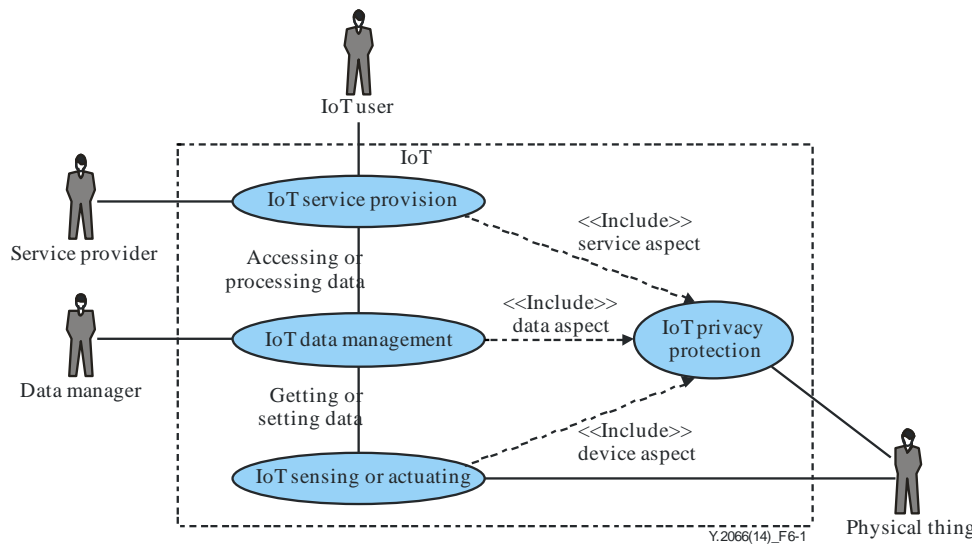 IoT user
IoT
IoT service provision
<<Include>>
service aspect
Service provider
Accessing or
processing data
<<Include>>
data aspect
IoT data management
IoT privacy
protection
Data manager
Getting or
setting data
<<Include>>
device aspect
IoT sensing or actuating
Physical thing
Y.2066(14)_F6-1